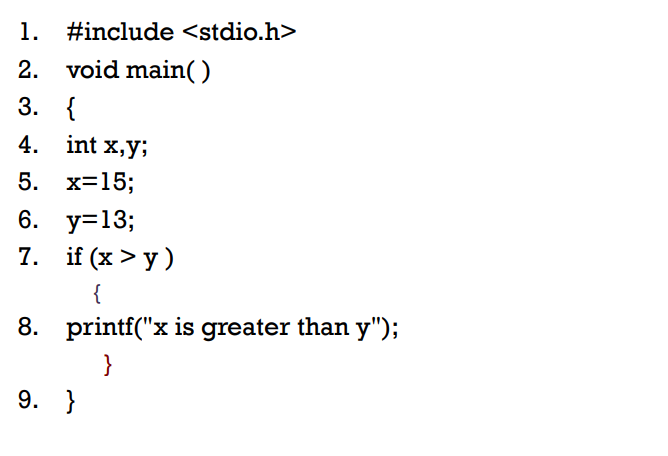 1. #include <stdio.h>
2. void main( )
3. {
4. int x,y;
5. x=15;
6. y=13;
7. if (x > y )
{
8. printf("x is greater than y");
}
9. }